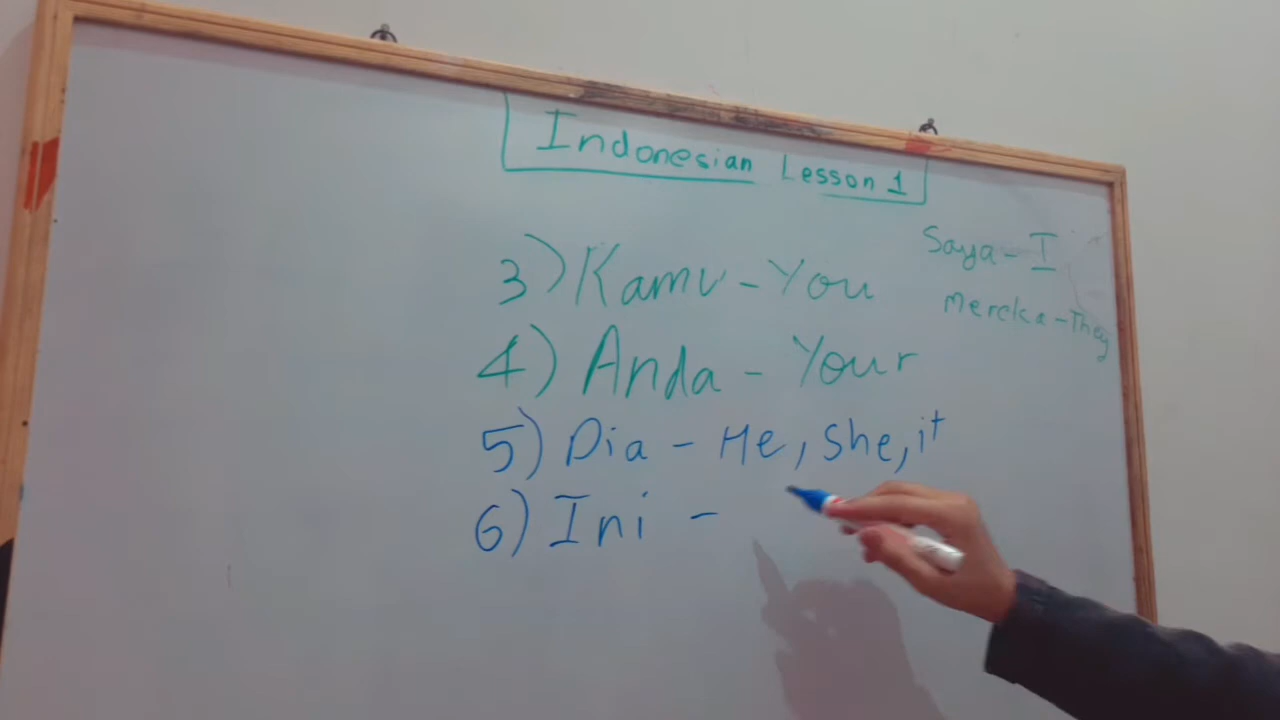 Indonesian Lesson 1
Saya - I
Mereka - They
3) Kamu - You
4) Anda - Your
5) Dia - He, She, it
6) Ini -